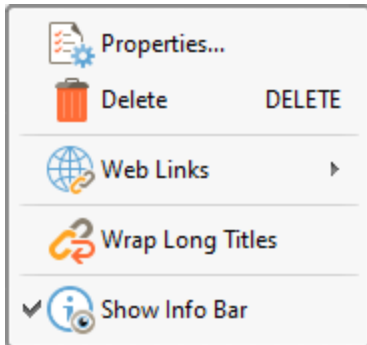 Properties...
Delete DELETE
Web Links
Wrap Long Titles
Show Info Bar